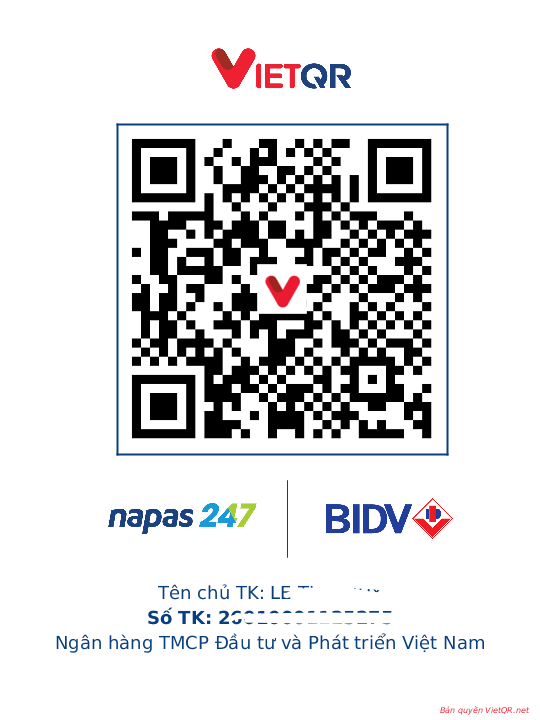 VIETQR
napas 247
BIDV
Tên chủ TK: LE
Số TK:
Ngân hàng TMCP Đầu tư và Phát triển Việt Nam
Bản quyền VietQR.net